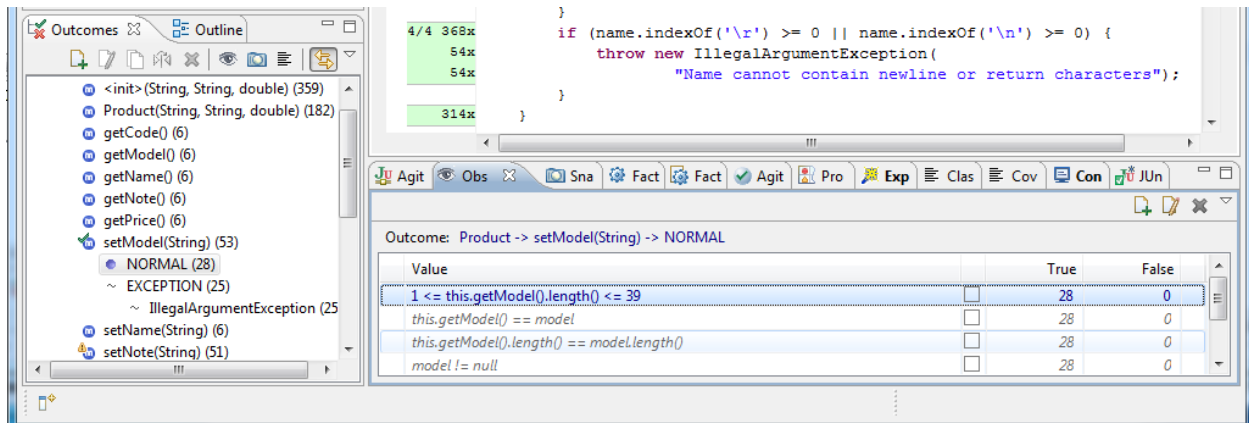 Outcomes
Outline
<init>(String, String, double) (359)
Product(String, String, double) (182)
getCode() (6)
getModel() (6)
getName() (6)
getNote() (6)
getPrice() (6)
setModel(String) (53)
NORMAL (28)
~ EXCEPTION (25)
~ IllegalArgumentException (25
setName(String) (6)
setNote(String) (51)
}
4/4 368x if (name.indexOf('\r') >= 0 || name.indexOf('\n') >= 0) {
54x throw new IllegalArgumentException(
54x "Name cannot contain newline or return characters");
}
314x }
Agit Obs Sna Fact Fact Agit Pro Exp Clas Cov Con JUn
Outcome: Product -> setModel(String) -> NORMAL
Value True False
1 <= this.getModel().length() <= 39 28 0
this.getModel() == model 28 0
this.getModel().length() == model.length() 28 0
model != null 28 0